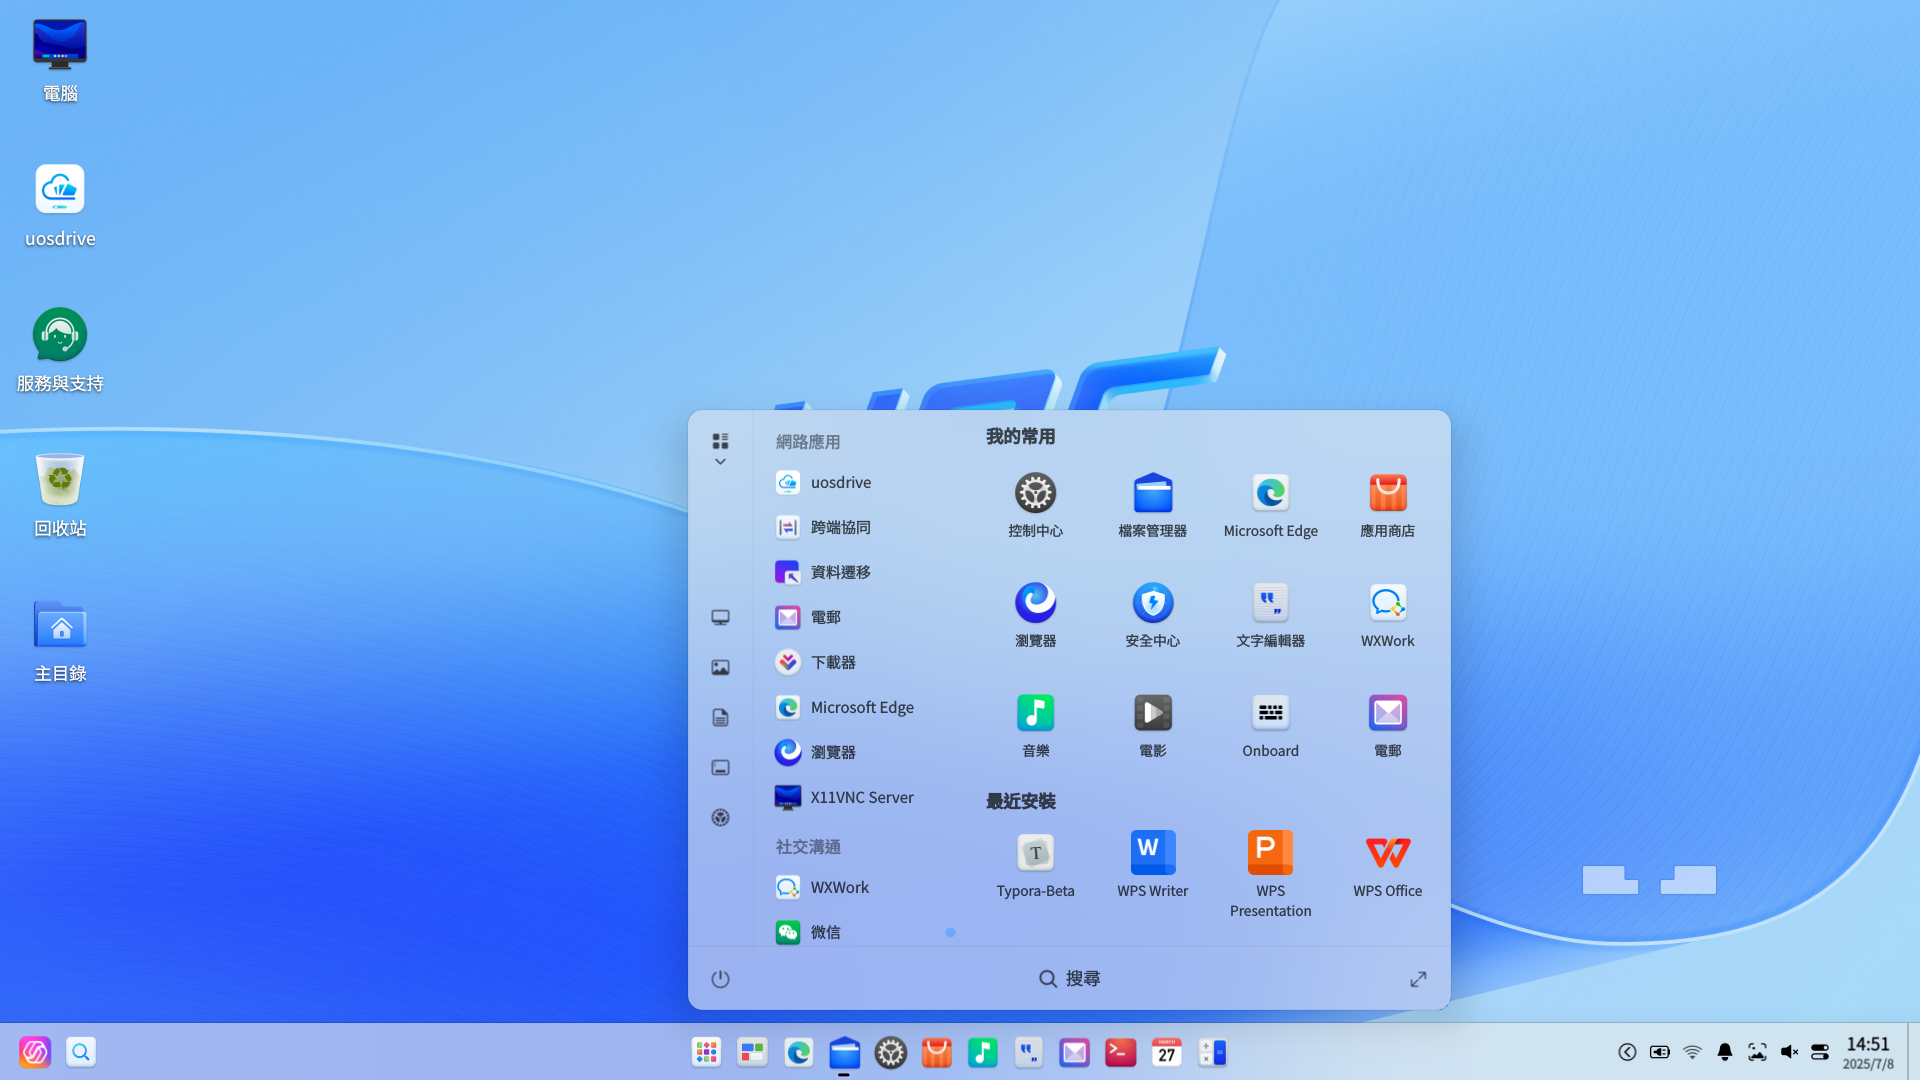 電腦
uosdrive
服務與支持
回收站
主目錄
網路應用
uosdrive
跨端協同
資料遷移
電郵
下載器
Microsoft Edge
瀏覽器
X11VNC Server
社交溝通
WXWork
微信
我的常用
控制中心
檔案管理器
Microsoft Edge
應用商店
瀏覽器
安全中心
文字編輯器
WXWork
音樂
電影
Onboard
電郵
最近安裝
Typora-Beta
WPS Writer
WPS Presentation
WPS Office
搜尋
MARCH
27
14:51
2025/7/8